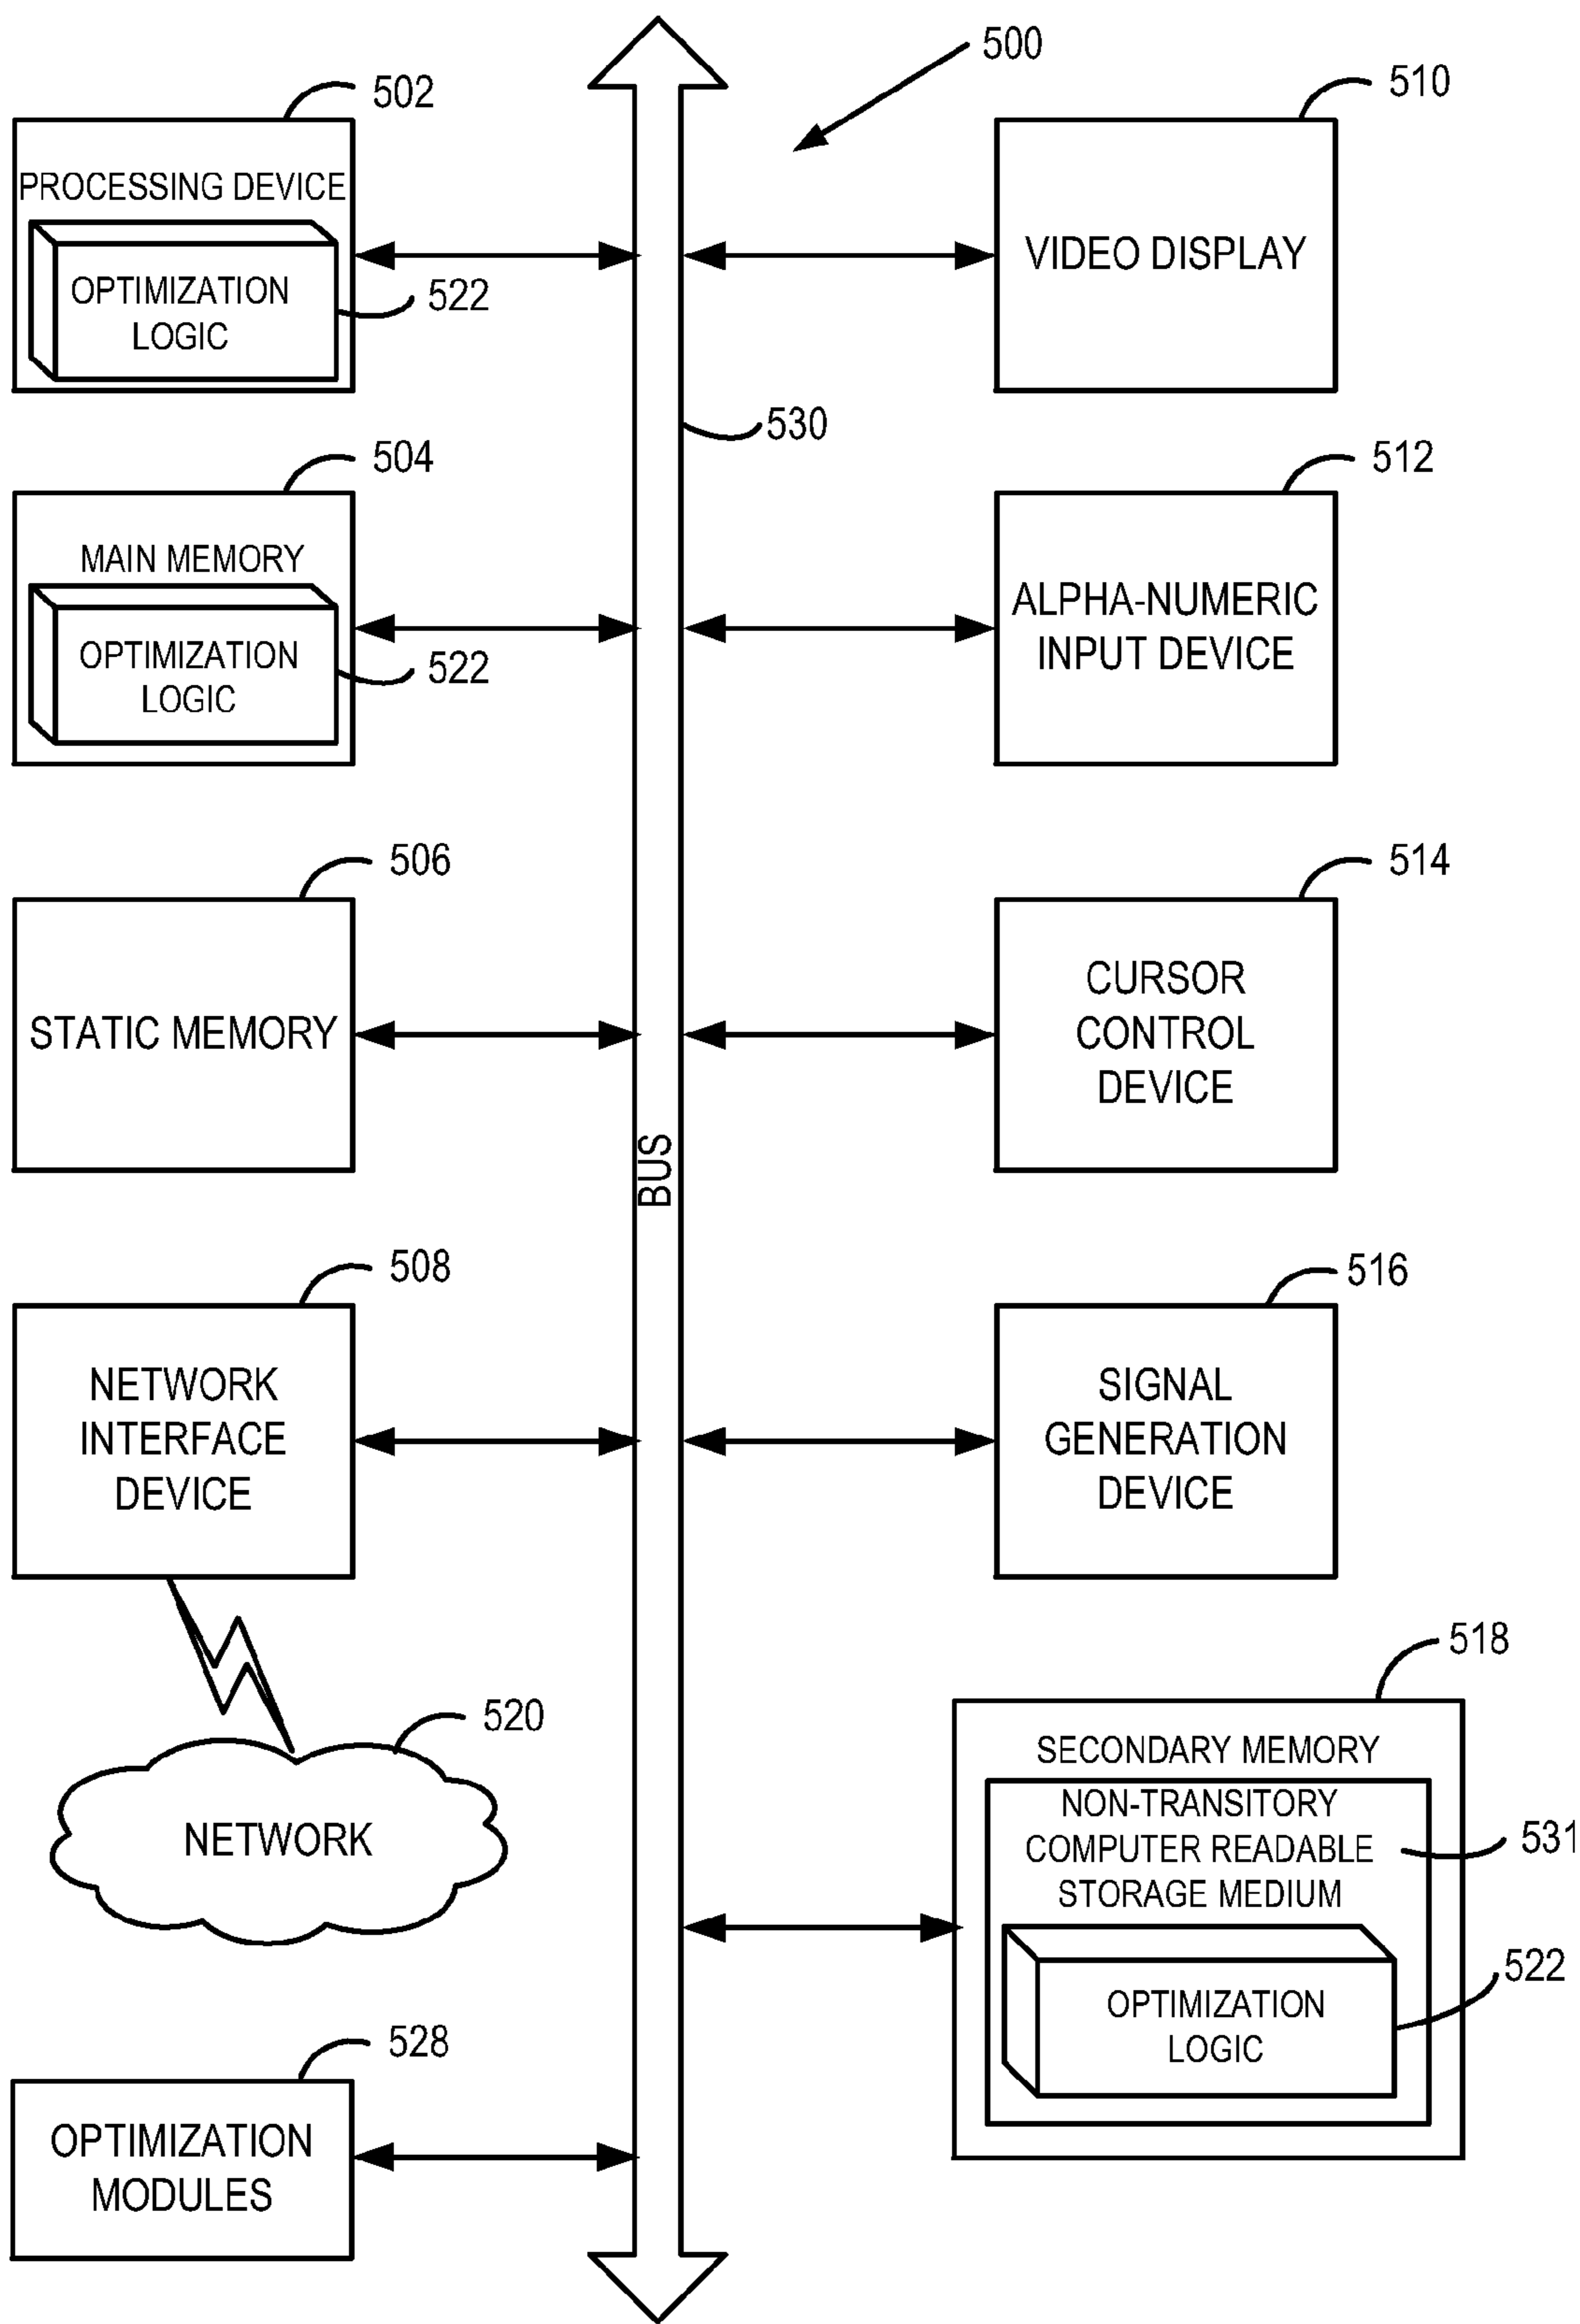 500
502
PROCESSING DEVICE
OPTIMIZATION
LOGIC
522
510
VIDEO DISPLAY
530
504
MAIN MEMORY
OPTIMIZATION
LOGIC
522
512
ALPHA-NUMERIC
INPUT DEVICE
506
STATIC MEMORY
514
CURSOR
CONTROL
DEVICE
BUS
508
NETWORK
INTERFACE
DEVICE
516
SIGNAL
GENERATION
DEVICE
520
NETWORK
518
SECONDARY MEMORY
NON-TRANSITORY
COMPUTER READABLE
STORAGE MEDIUM
531
OPTIMIZATION
LOGIC
522
528
OPTIMIZATION
MODULES